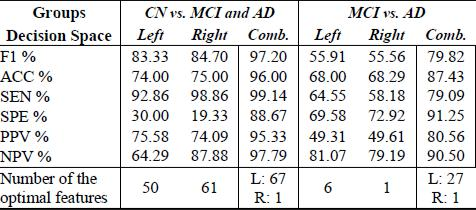 Groups CN vs. MCI and AD MCI vs. AD
Decision Space Left Right Comb. Left Right Comb.
F1 % 83.33 84.70 97.20 55.91 55.56 79.82
ACC % 74.00 75.00 96.00 68.00 68.29 87.43
SEN % 92.86 98.86 99.14 64.55 58.18 79.09
SPE % 30.00 19.33 88.67 69.58 72.92 91.25
PPV % 75.58 74.09 95.33 49.31 49.61 80.56
NPV % 64.29 87.88 97.79 81.07 79.19 90.50
Number of the optimal features 50 61 L: 67 R: 1 6 1 L: 27 R: 1